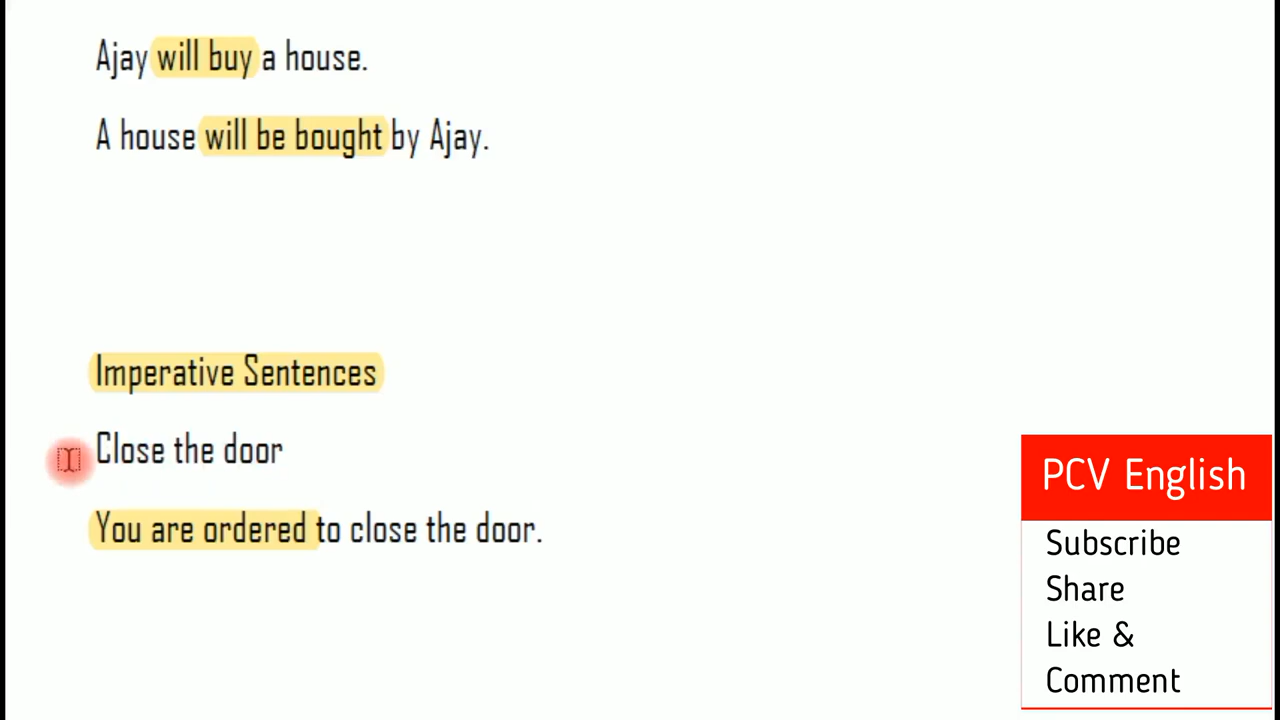 Ajay will buy a house.
A house will be bought by Ajay.
Imperative Sentences
Close the door
You are ordered to close the door.
PCV English
Subscribe
Share
Like &
Comment